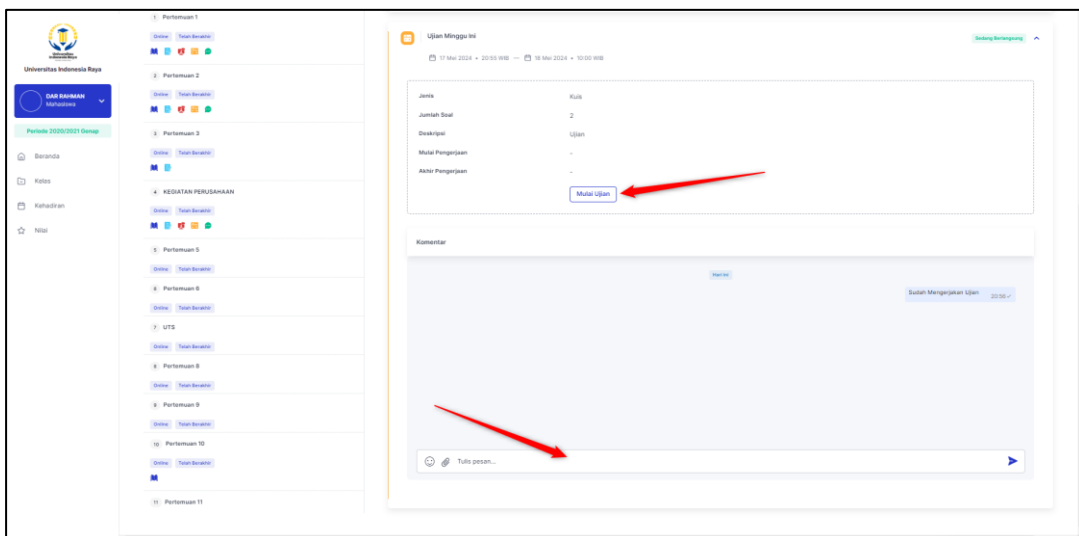 Universitas
Indonesia Raya
Universitas Indonesia Raya
DAR RAHMAN
Mahasiswa
Periode 2020/2021 Genap
Beranda
Kelas
Kehadiran
Nilai
1 Pertemuan 1
Online Telah Berakhir
2 Pertemuan 2
Online Telah Berakhir
3 Pertemuan 3
Online Telah Berakhir
4 KEGIATAN PERUSAHAAN
Online Telah Berakhir
5 Pertemuan 5
Online Telah Berakhir
6 Pertemuan 6
Online Telah Berakhir
7 UTS
Online Telah Berakhir
8 Pertemuan 8
Online Telah Berakhir
9 Pertemuan 9
Online Telah Berakhir
10 Pertemuan 10
Online Telah Berakhir
11 Pertemuan 11
Ujian Minggu Ini
Sedang Berlangsung
17 Mei 2024 • 20:55 WIB — 18 Mei 2024 • 10:00 WIB
Jenis Kuis
Jumlah Soal 2
Deskripsi Ujian
Mulai Pengerjaan -
Akhir Pengerjaan -
Mulai Ujian
Komentar
Hari ini
Sudah Mengerjakan Ujian 20:56 ✓
Tulis pesan...